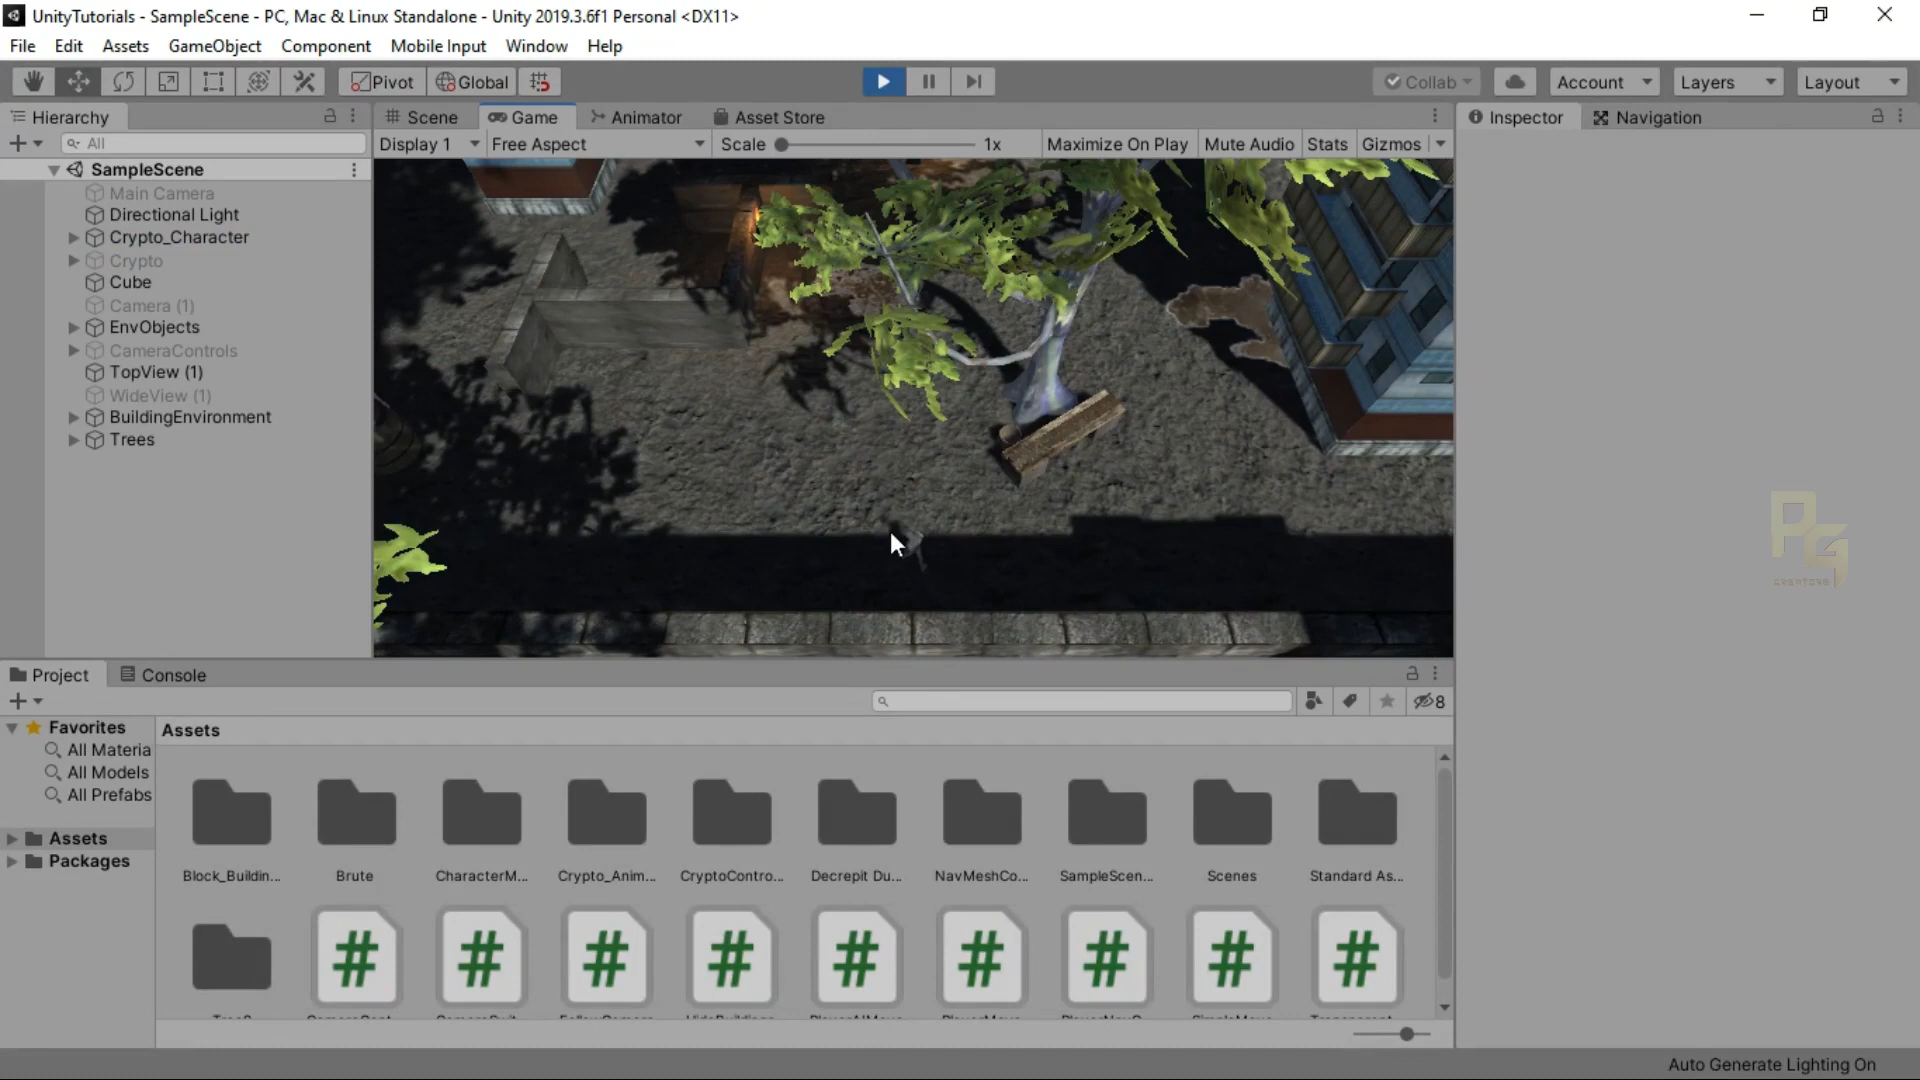 UnityTutorials - SampleScene - PC, Mac & Linux Standalone - Unity 2019.3.6f1 Personal <DX11>
File Edit Assets GameObject Component Mobile Input Window Help
Pivot Global Collab Account Layers Layout
Hierarchy
All
SampleScene
Main Camera
Directional Light
Crypto_Character
Crypto
Cube
Camera (1)
EnvObjects
CameraControls
TopView (1)
WideView (1)
BuildingEnvironment
Trees
Scene Game Animator Asset Store
Display 1 Free Aspect Scale 1x Maximize On Play Mute Audio Stats Gizmos
Inspector Navigation
PG
CREATORS
Project Console
8
Favorites
All Materia
All Models
All Prefabs
Assets
Packages
Assets
Block_Buildin... Brute CharacterM... Crypto_Anim... CryptoContro... Decrepit Du... NavMeshCo... SampleScen... Scenes Standard As...
Auto Generate Lighting On